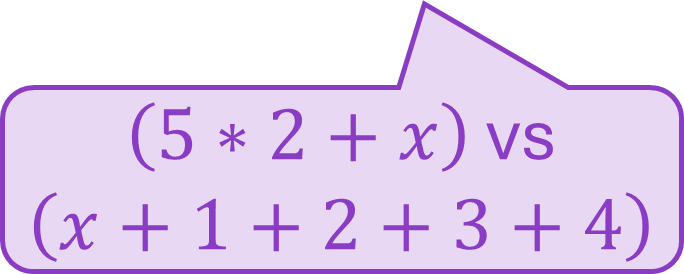 (5 * 2 + x) vs
(x + 1 + 2 + 3 + 4)